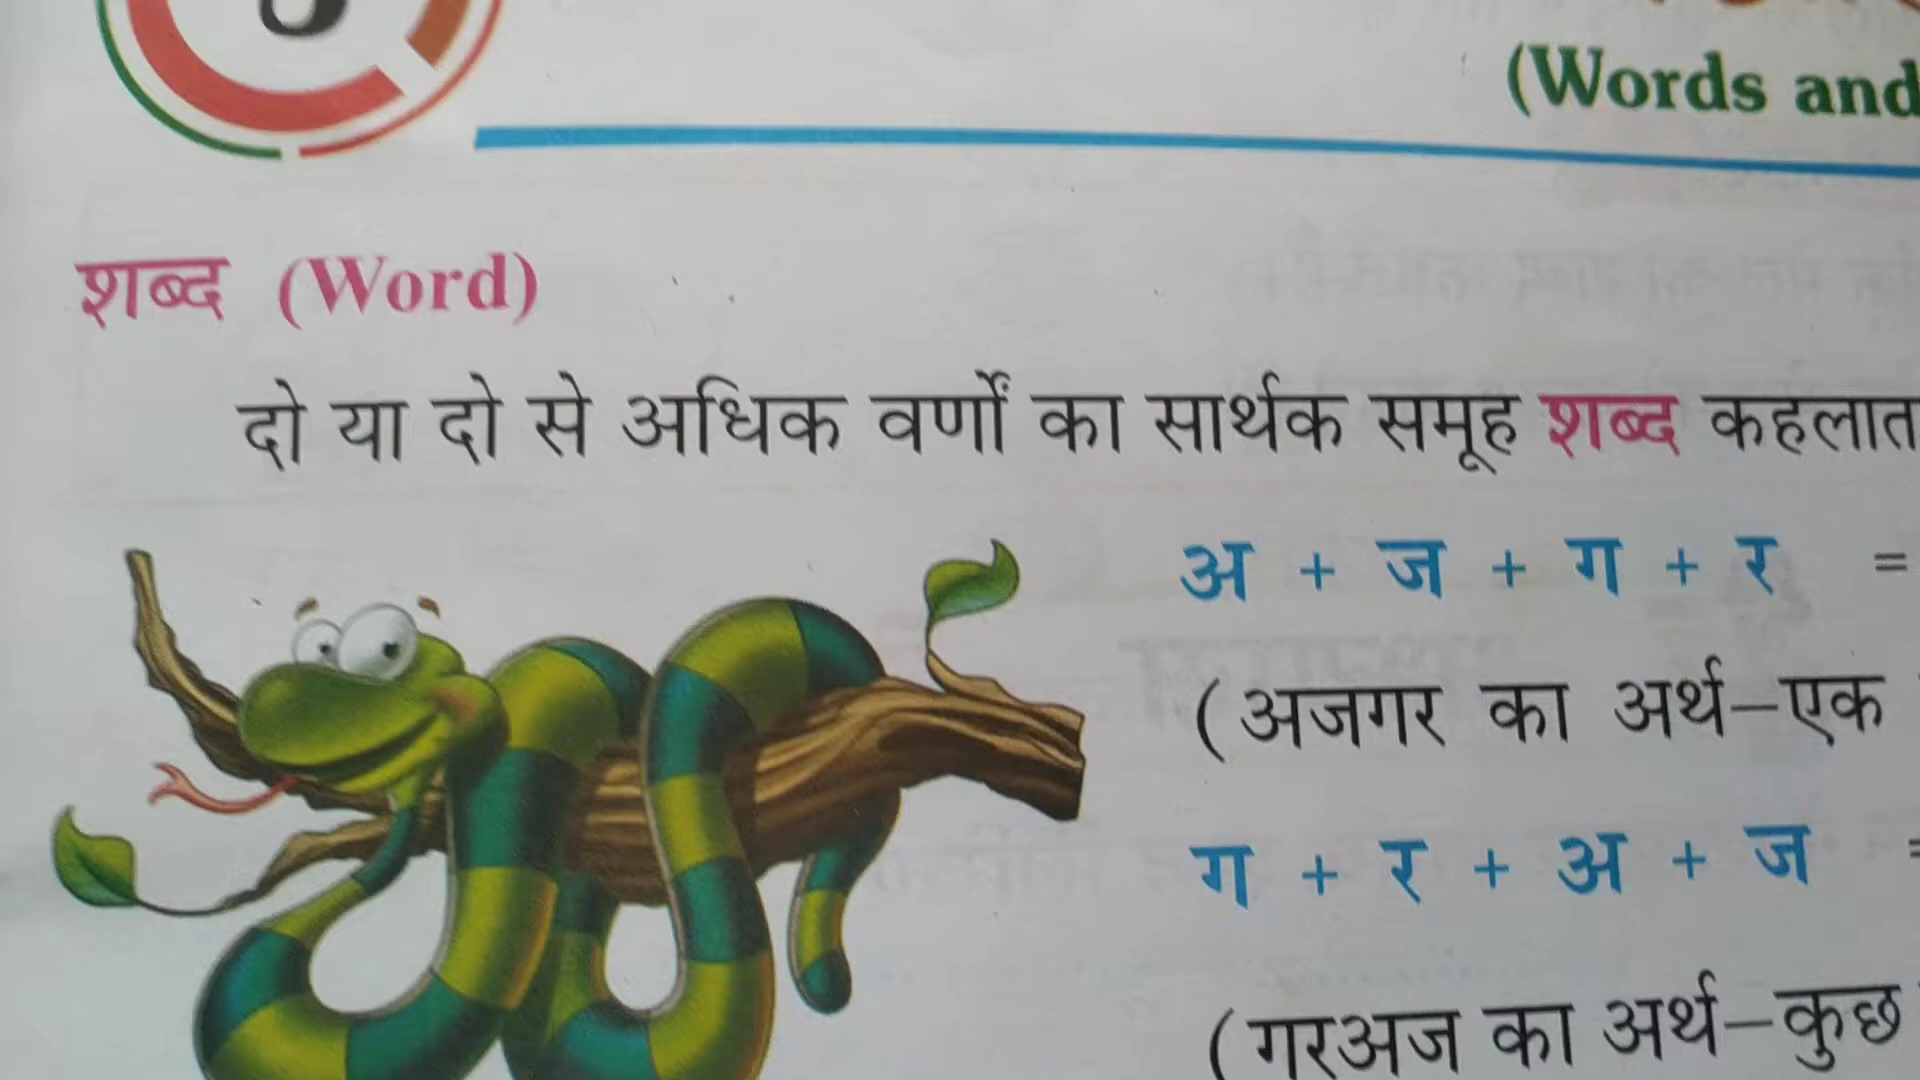 (Words and
शब्द (Word)
दो या दो से अधिक वर्णों का सार्थक समूह शब्द कहलात
अ + ज + ग + र =
(अजगर का अर्थ–एक
ग + र + अ + ज =
(गरअज का अर्थ–कुछ